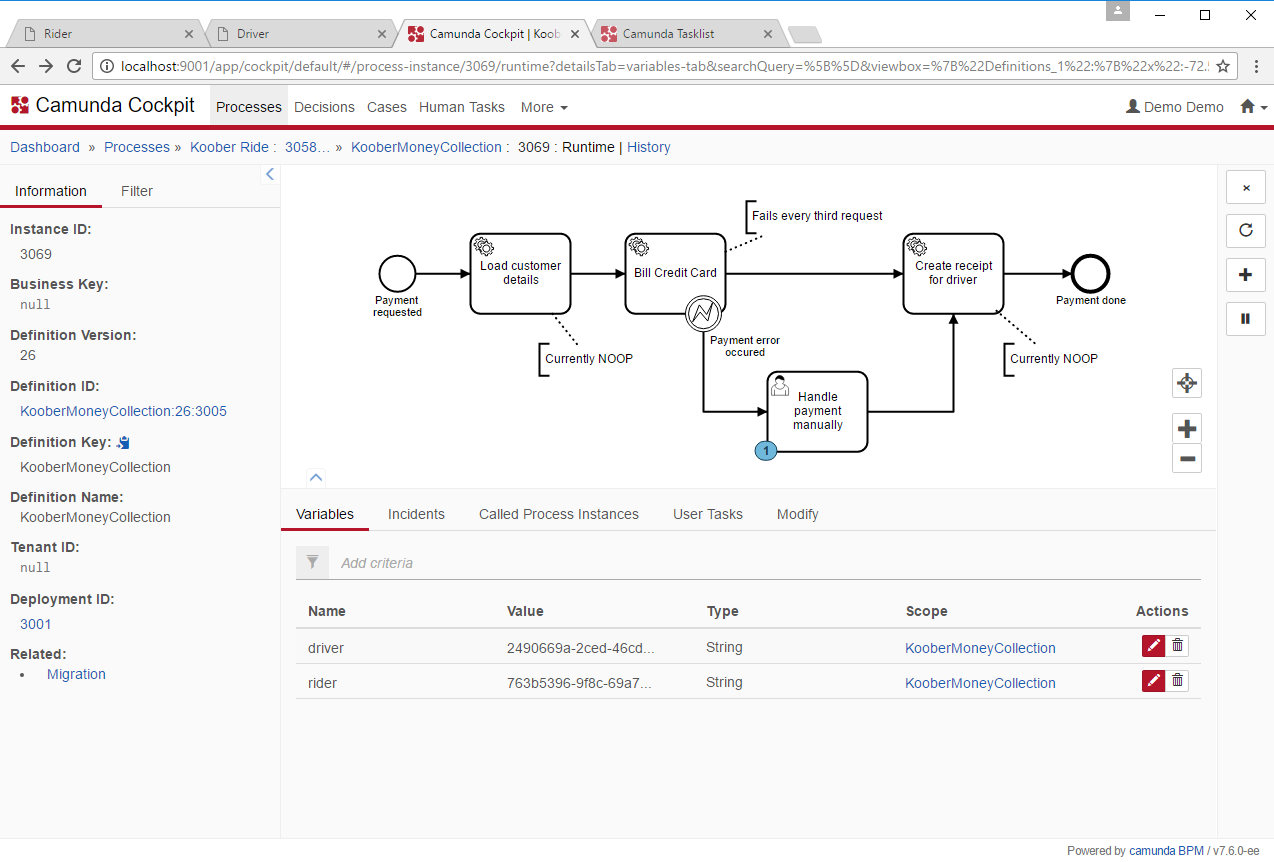 Rider
Driver
Camunda Cockpit | Koob
Camunda Tasklist
localhost:9001/app/cockpit/default/#/process-instance/3069/runtime?detailsTab=variables-tab&searchQuery=%5B%5D&viewbox=%7B%22Definitions_1%22:%7B%22x%22:-72.5
Camunda Cockpit
Processes
Decisions
Cases
Human Tasks
More
Demo Demo
Dashboard » Processes » Koober Ride : 3058... » KooberMoneyCollection : 3069 : Runtime | History
Information
Filter
Instance ID:
3069
Business Key:
null
Definition Version:
26
Definition ID:
KooberMoneyCollection:26:3005
Definition Key:
KooberMoneyCollection
Definition Name:
KooberMoneyCollection
Tenant ID:
null
Deployment ID:
3001
Related:
• Migration
Payment
requested
Load customer
details
Currently NOOP
Bill Credit Card
Fails every third request
Payment error
occured
Handle
payment
manually
1
Create receipt
for driver
Currently NOOP
Payment done
Variables
Incidents
Called Process Instances
User Tasks
Modify
Add criteria
Name Value Type Scope Actions
driver 2490669a-2ced-46cd... String KooberMoneyCollection
rider 763b5396-9f8c-69a7... String KooberMoneyCollection
Powered by camunda BPM / v7.6.0-ee